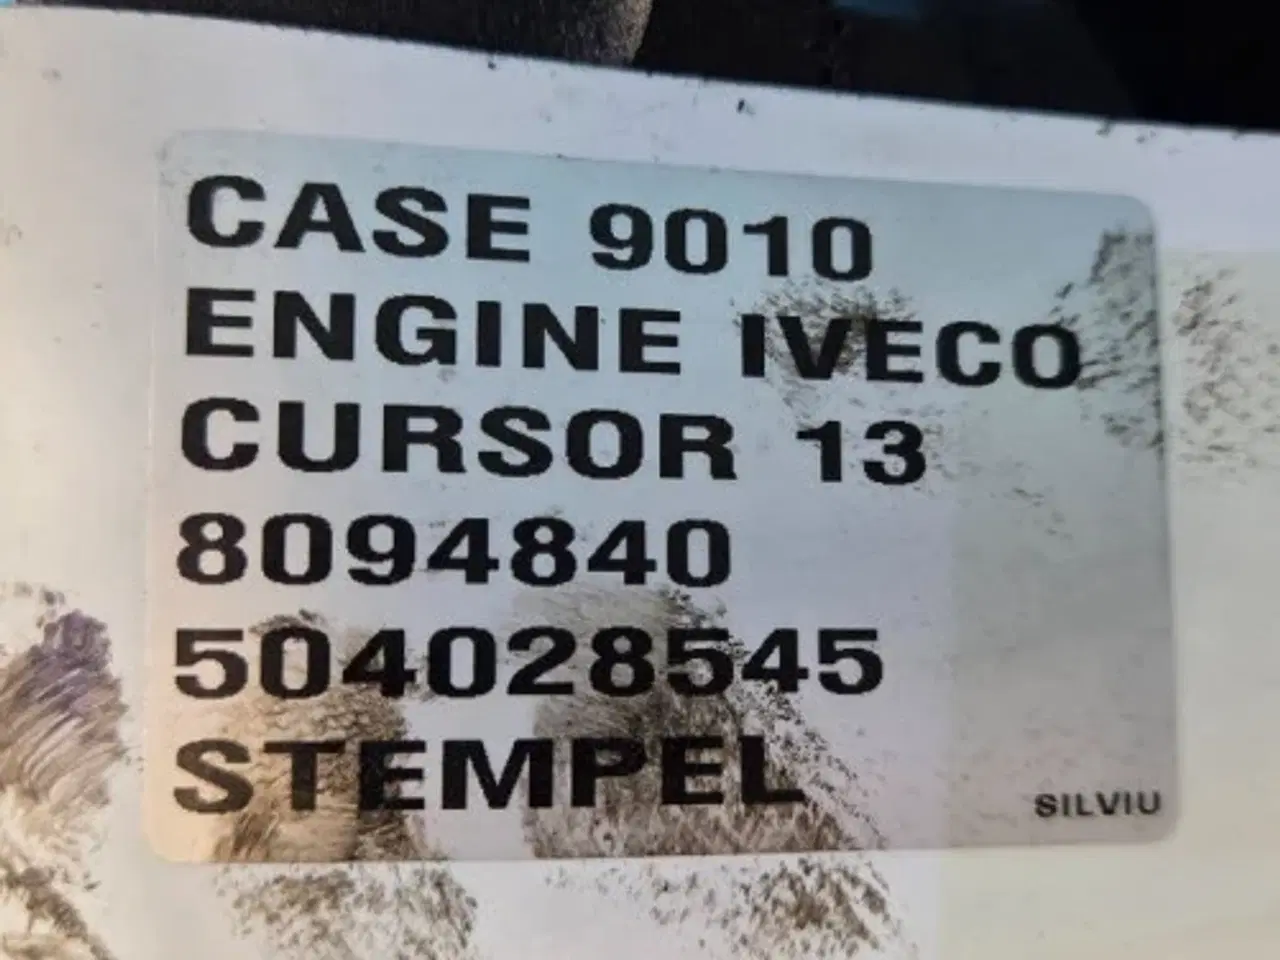 CASE 9010
ENGINE IVECO
CURSOR 13
8094840
504028545
STEMPEL
SILVIU